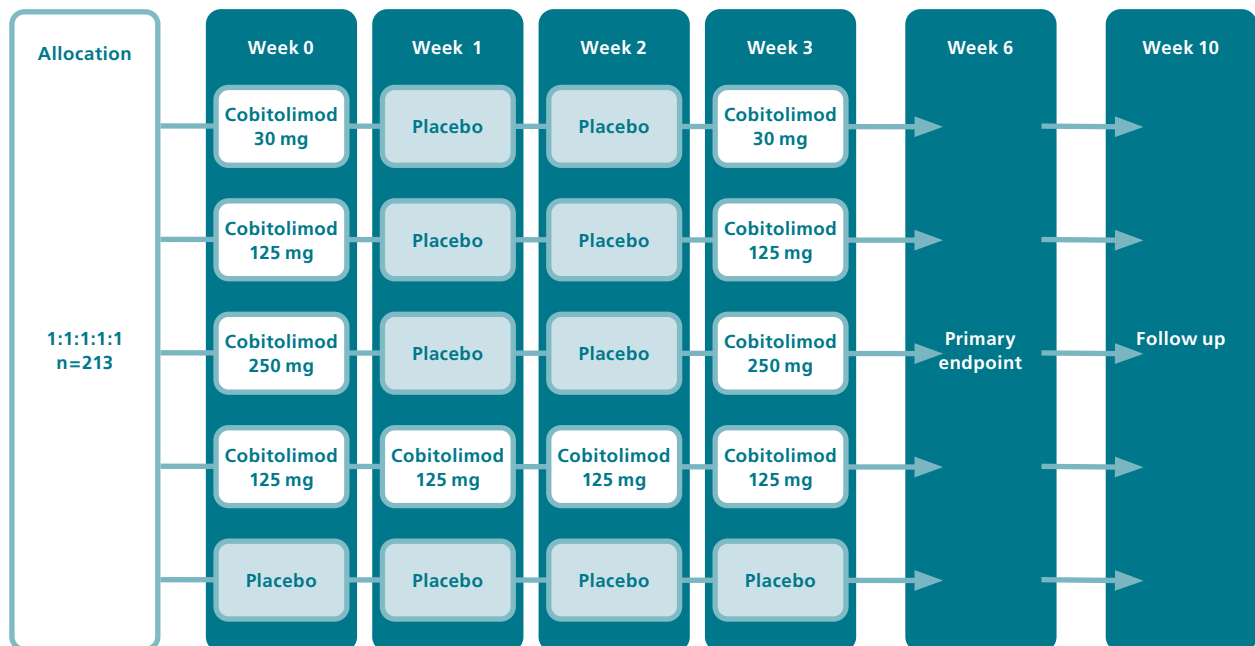 Allocation
Week 0
Week 1
Week 2
Week 3
Week 6
Week 10
Cobitolimod
30 mg
Placebo
Placebo
Cobitolimod
30 mg
Cobitolimod
125 mg
Placebo
Placebo
Cobitolimod
125 mg
1:1:1:1:1
n=213
Cobitolimod
250 mg
Placebo
Placebo
Cobitolimod
250 mg
Primary
endpoint
Follow up
Cobitolimod
125 mg
Cobitolimod
125 mg
Cobitolimod
125 mg
Cobitolimod
125 mg
Placebo
Placebo
Placebo
Placebo